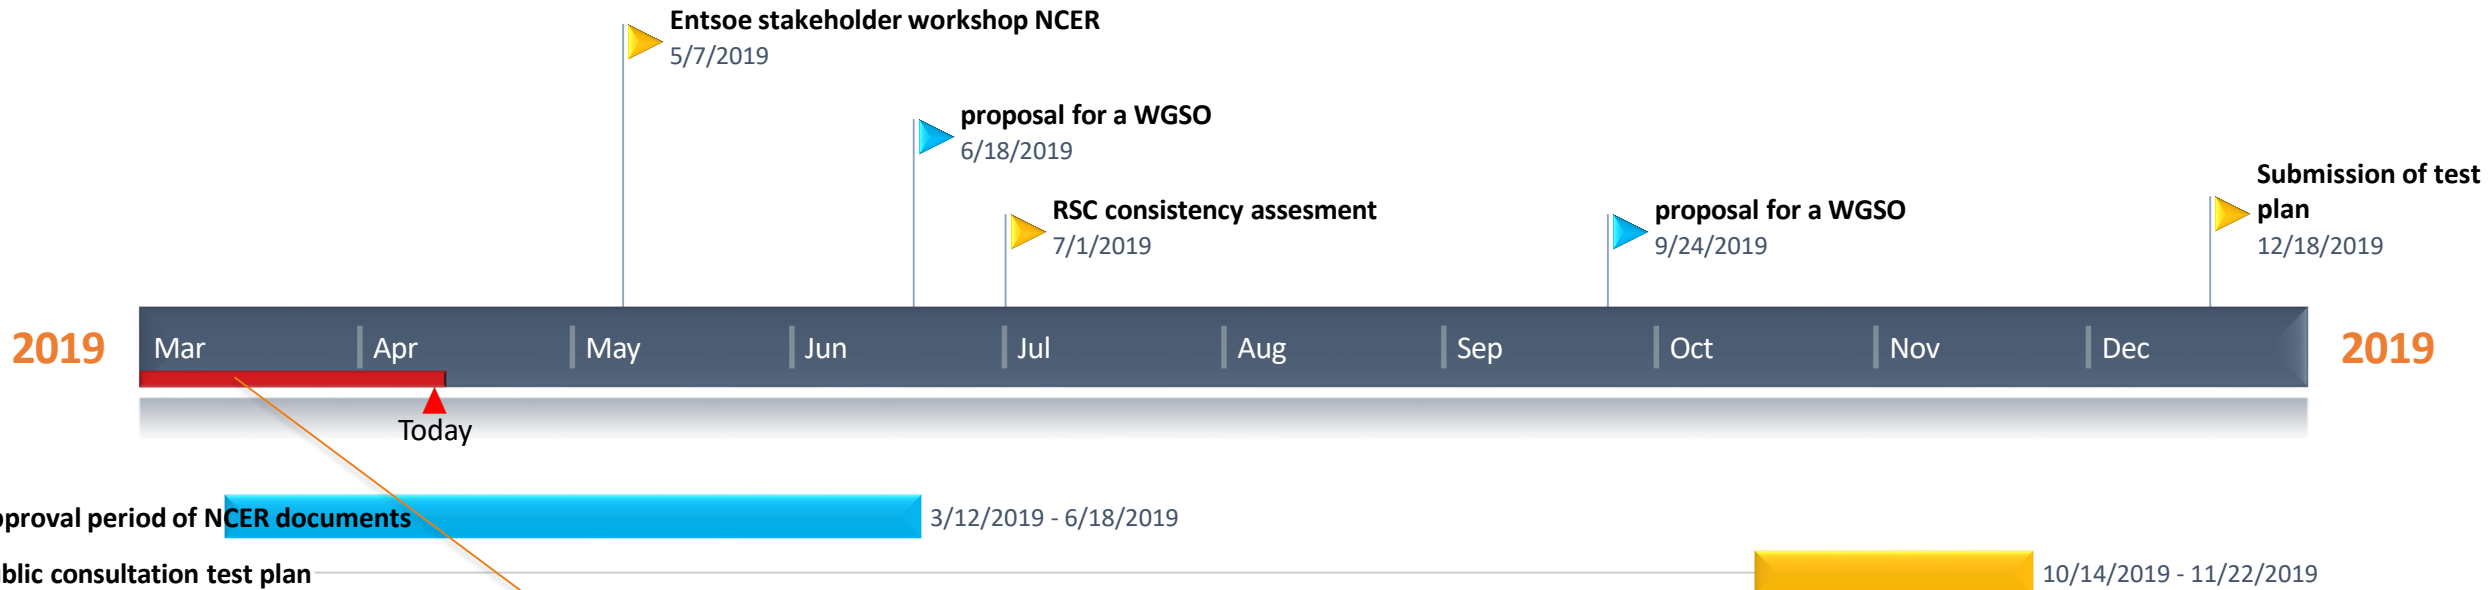 Entsoe stakeholder workshop NCER
5/7/2019
proposal for a WGSO
6/18/2019
RSC consistency assesment
7/1/2019
proposal for a WGSO
9/24/2019
Submission of test
plan
12/18/2019
2019
Mar
Apr
May
Jun
Jul
Aug
Sep
Oct
Nov
Dec
2019
Today
pproval period of NCER documents
3/12/2019 - 6/18/2019
ublic consultation test plan
10/14/2019 - 11/22/2019